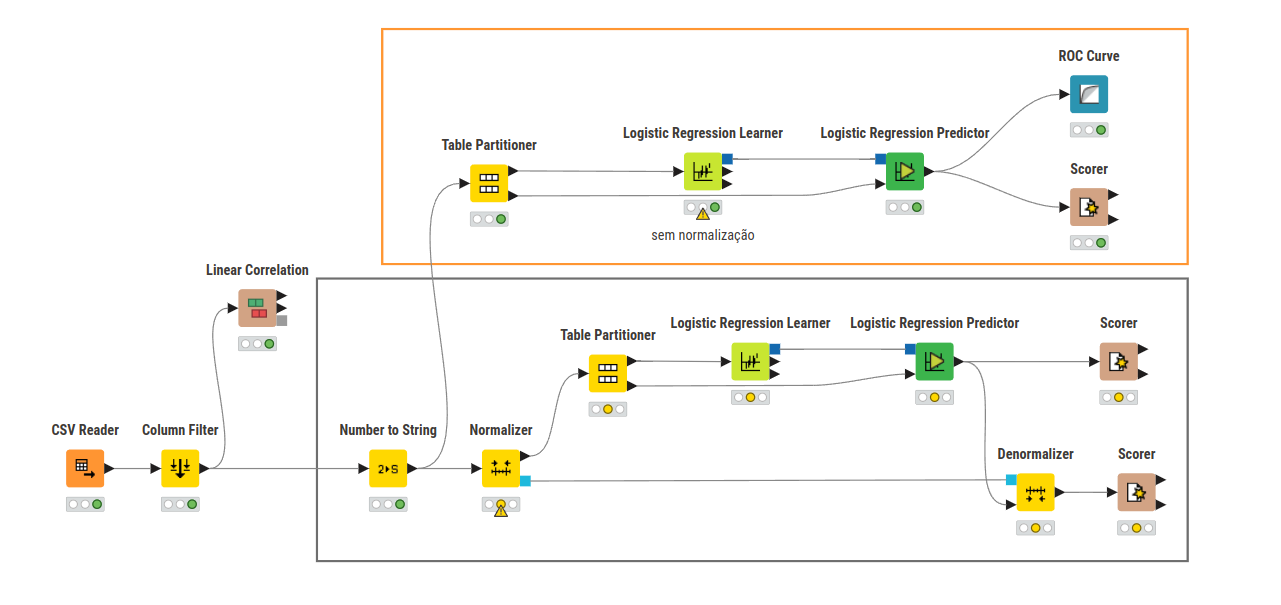 ROC Curve
Logistic Regression Learner
Logistic Regression Predictor
Table Partitioner
Scorer
sem normalização
Linear Correlation
Table Partitioner
Logistic Regression Learner
Logistic Regression Predictor
Scorer
CSV Reader
Column Filter
Number to String
Normalizer
Denormalizer
Scorer
2▸S